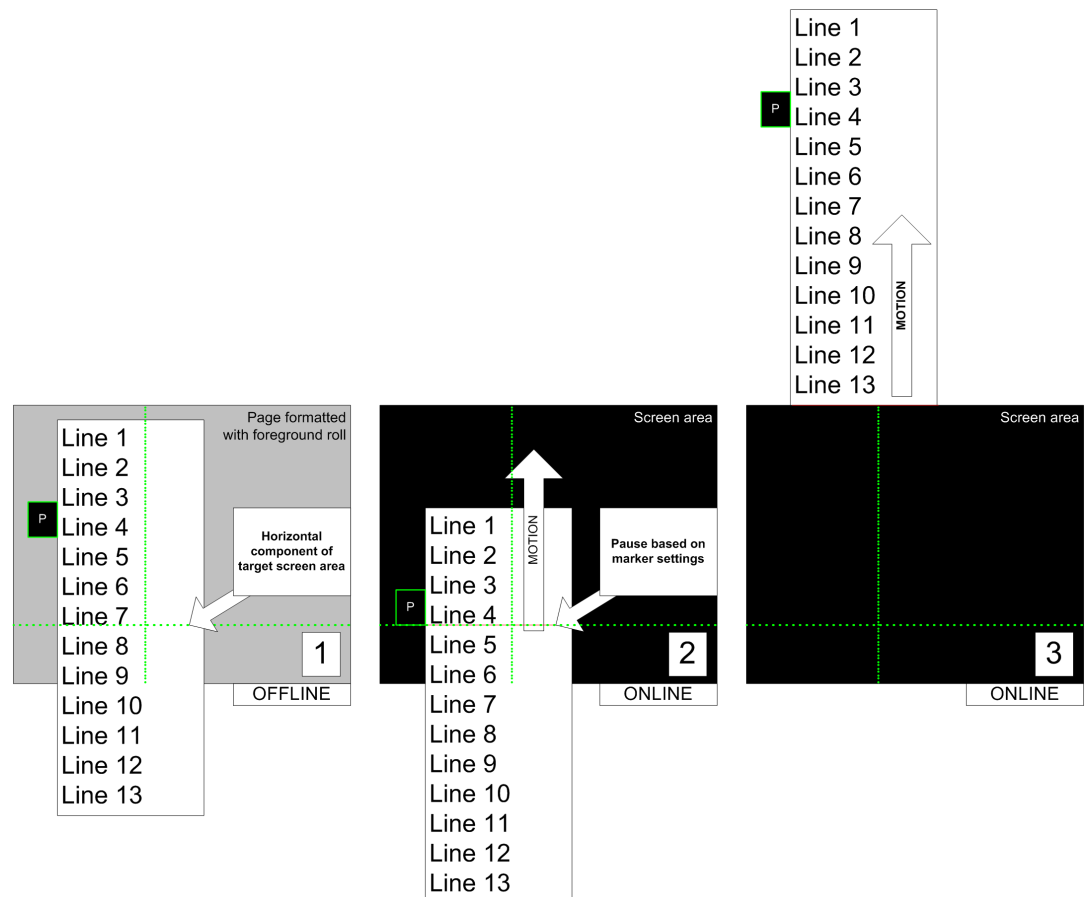 Page formatted
with foreground roll
Line 1
Line 2
Line 3
P
Line 4
Line 5
Line 6
Line 7
Line 8
Line 9
Line 10
Line 11
Line 12
Line 13
Horizontal
component of
target screen area
1
OFFLINE
Screen area
Line 1
Line 2
Line 3
P
Line 4
Line 5
Line 6
Line 7
Line 8
Line 9
Line 10
Line 11
Line 12
Line 13
MOTION
Pause based on
marker settings
2
ONLINE
Line 1
Line 2
Line 3
P
Line 4
Line 5
Line 6
Line 7
Line 8
Line 9
Line 10
Line 11
Line 12
Line 13
MOTION
Screen area
3
ONLINE